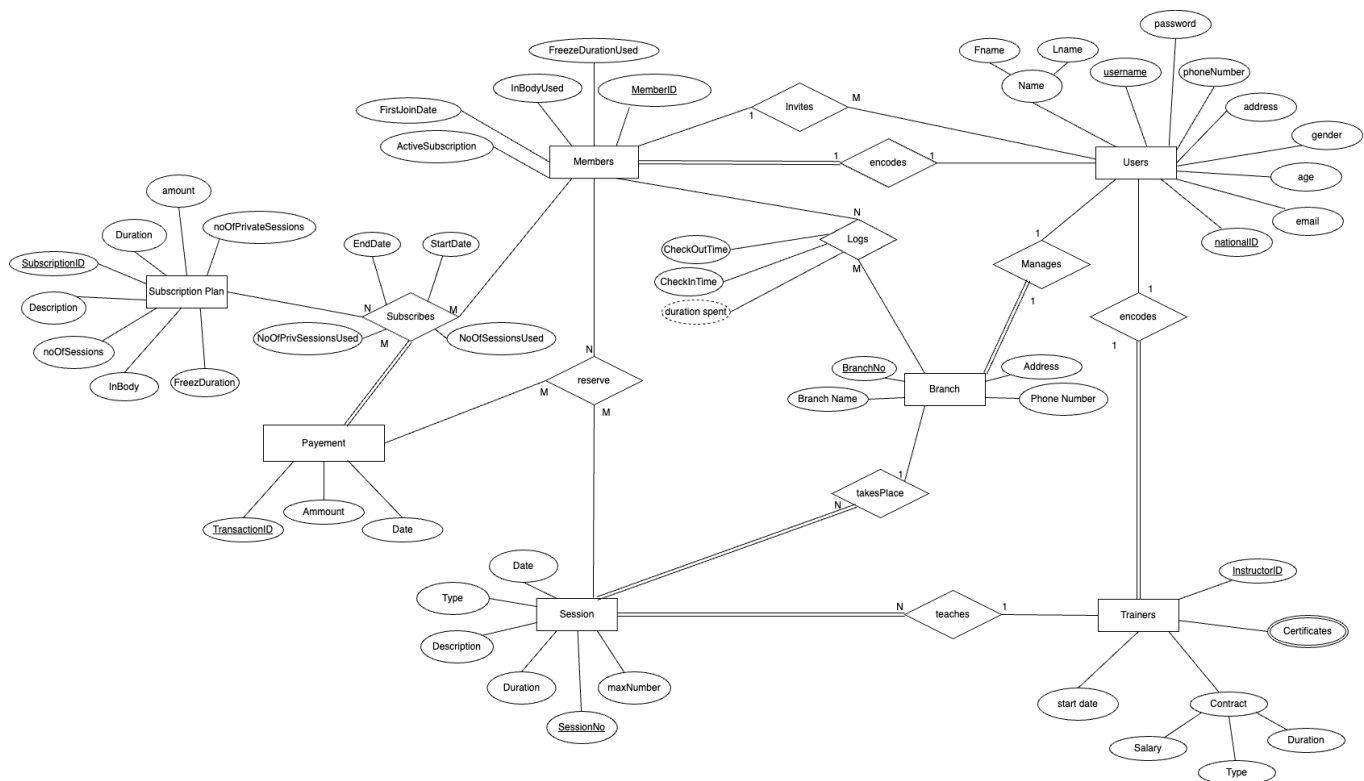 password
Fname
Lname
FreezeDurationUsed
Name
username
phoneNumber
InBodyUsed
MemberID
Invites
M
1
address
FirstJoinDate
gender
ActiveSubscription
Members
1
encodes
1
Users
age
amount
email
nationalID
noOfPrivateSessions
Duration
EndDate
StartDate
N
Logs
M
CheckOutTime
CheckInTime
duration spent
1
Manages
1
SubscriptionID
Subscription Plan
Description
noOfSessions
InBody
FreezDuration
N
M
Subscribes
M
NoOfPrivSessionsUsed
NoOfSessionsUsed
1
encodes
1
N
reserve
M
M
BranchNo
Branch Name
Branch
Address
Phone Number
Payement
TransactionID
Ammount
Date
1
takesPlace
N
Date
Type
Session
Description
Duration
maxNumber
SessionNo
N
teaches
1
Trainers
InstructorID
Certificates
start date
Contract
Salary
Type
Duration